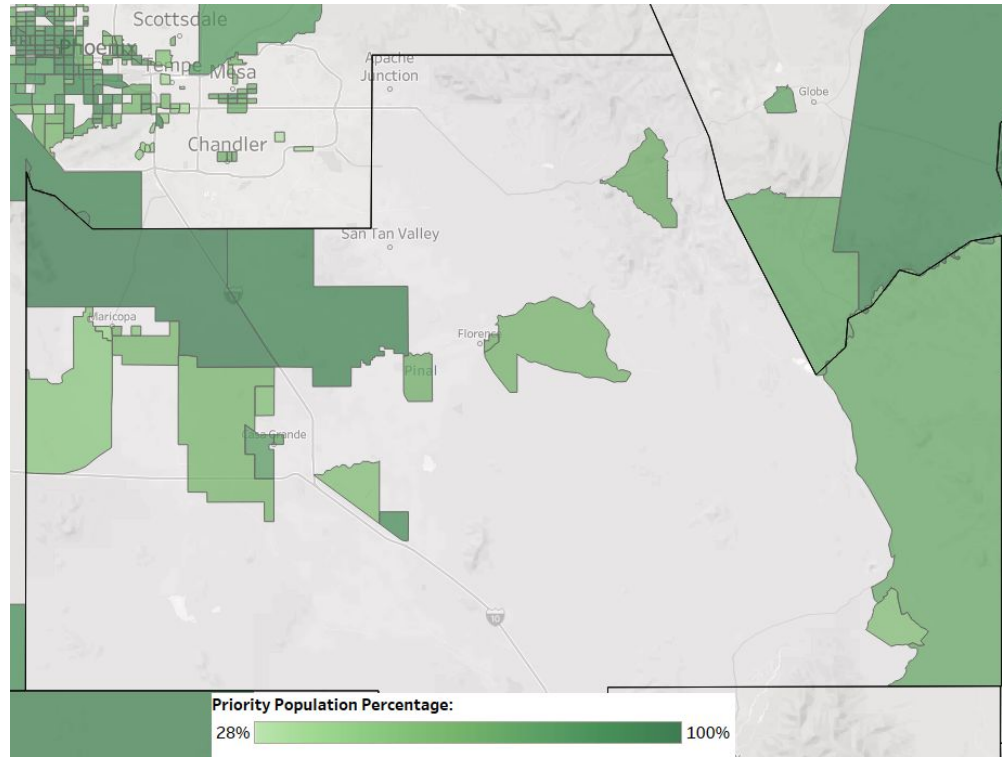 Scottsdale
Phoenix
Tempe
Mesa
Apache
Junction
Globe
Chandler
San Tan Valley
10
Maricopa
Florence
Pinal
Casa Grande
10
Priority Population Percentage:
28%
100%